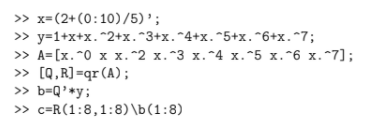 >> x=(2+(0:10)/5)’;
>> y=1+x+x.^2+x.^3+x.^4+x.^5+x.^6+x.^7;
>> A=[x.^0 x x.^2 x.^3 x.^4 x.^5 x.^6 x.^7];
>> [Q,R]=qr(A);
>> b=Q’*y;
>> c=R(1:8,1:8)\b(1:8)